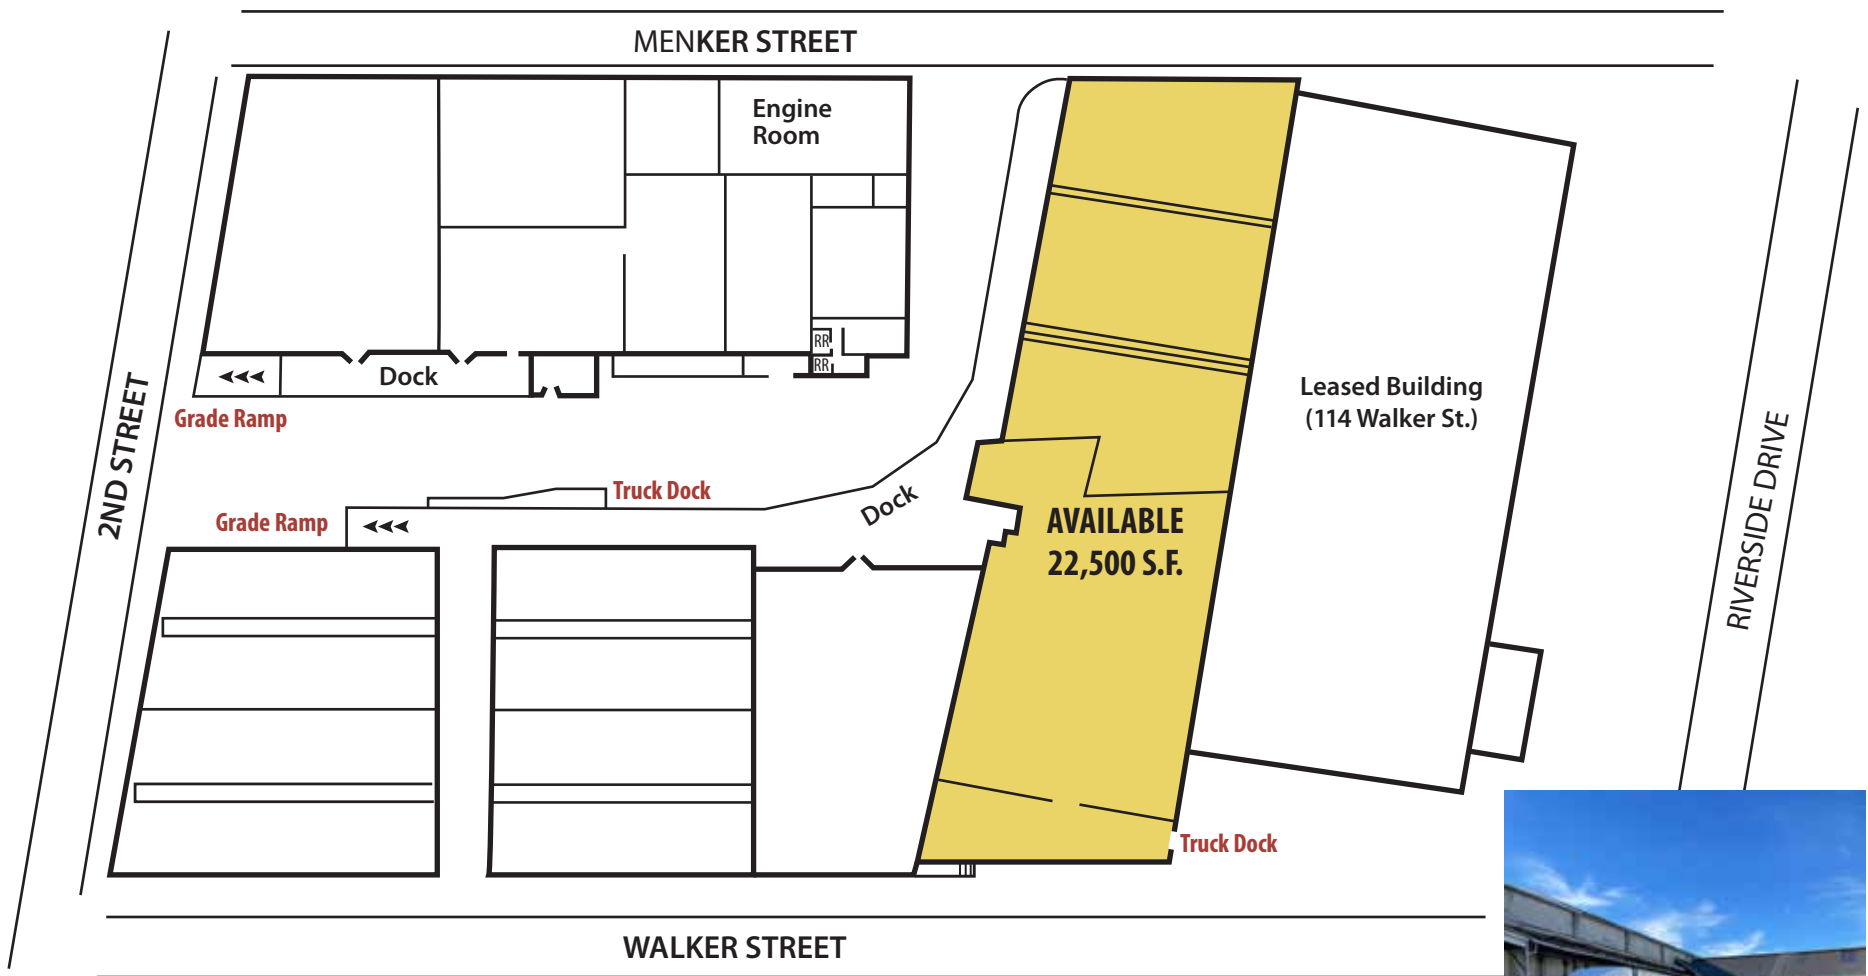 MENKER STREET
Engine
Room
RR
RR
Dock
Grade Ramp
2ND STREET
Truck Dock
Grade Ramp
Dock
AVAILABLE
22,500 S.F.
Leased Building
(114 Walker St.)
RIVERSIDE DRIVE
Truck Dock
WALKER STREET